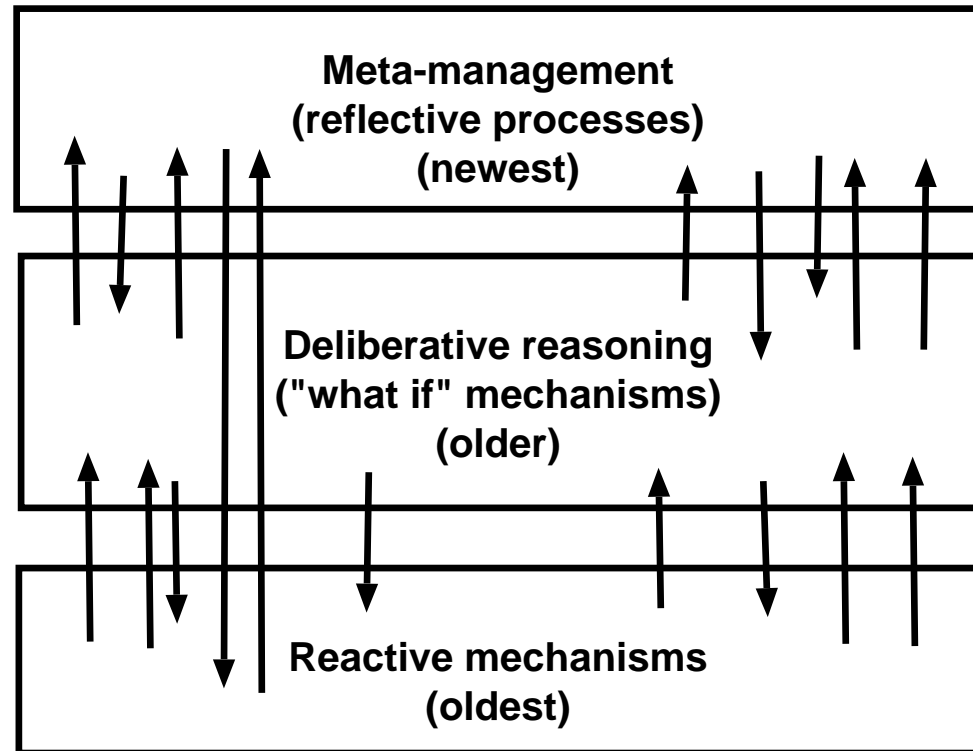 Meta-management
(reflective processes)
(newest)
Deliberative reasoning
("what if" mechanisms)
(older)
Reactive mechanisms
(oldest)